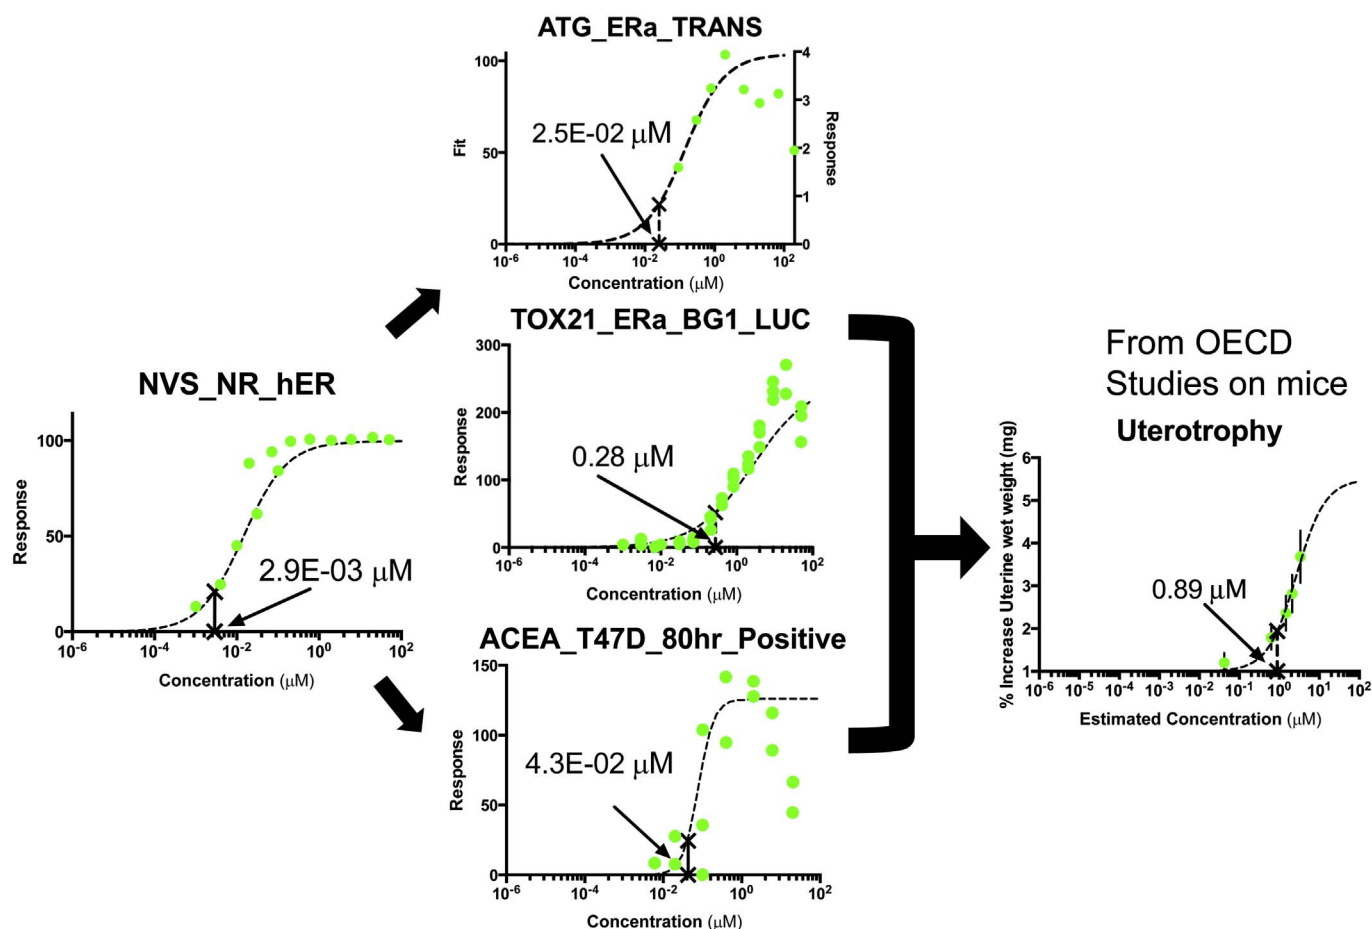 ATG_ERa_TRANS
100
50
0
Fit
4
3
2
1
0
Response
2.5E-02 μM
10-6
10-4
10-2
100
102
Concentration (μM)
TOX21_ERa_BG1_LUC
300
200
100
0
Response
0.28 μM
10-6
10-4
10-2
100
102
Concentration (μM)
NVS_NR_hER
100
50
0
Response
2.9E-03 μM
10-6
10-4
10-2
100
102
Concentration (μM)
ACEA_T47D_80hr_Positive
150
100
50
0
Response
4.3E-02 μM
10-6
10-4
10-2
100
102
Concentration (μM)
From OECD
Studies on mice
Uterotrophy
6
5
4
3
2
1
% Increase Uterine wet weight (mg)
0.89 μM
10-6
10-5
10-4
10-3
10-2
10-1
100
101
102
Estimated Concentration (μM)